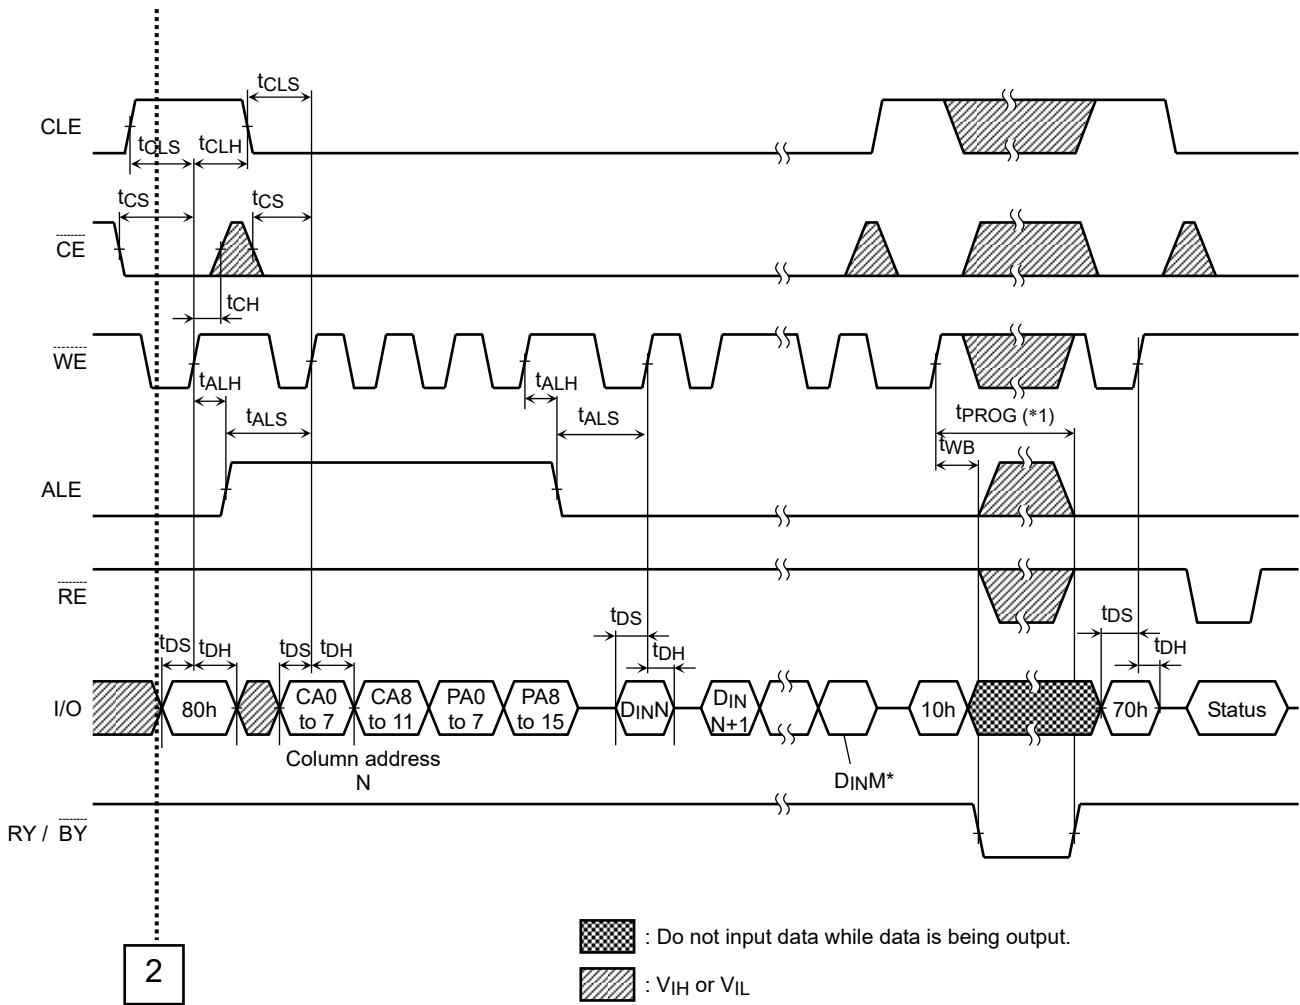 tCLS
CLE
tCLS tCLH
tCS tCS
CE
tCH
WE
tALH tALH
tALS tALS tPROG (*1)
tWB
ALE
RE
tDS tDH tDS tDH tDS tDH tDS tDH
I/O 80h CA0 to 7 CA8 to 11 PA0 to 7 PA8 to 15 DINN DIN N+1 10h 70h Status
Column address
N
DINM*
RY / BY
: Do not input data while data is being output.
2
: VIH or VIL